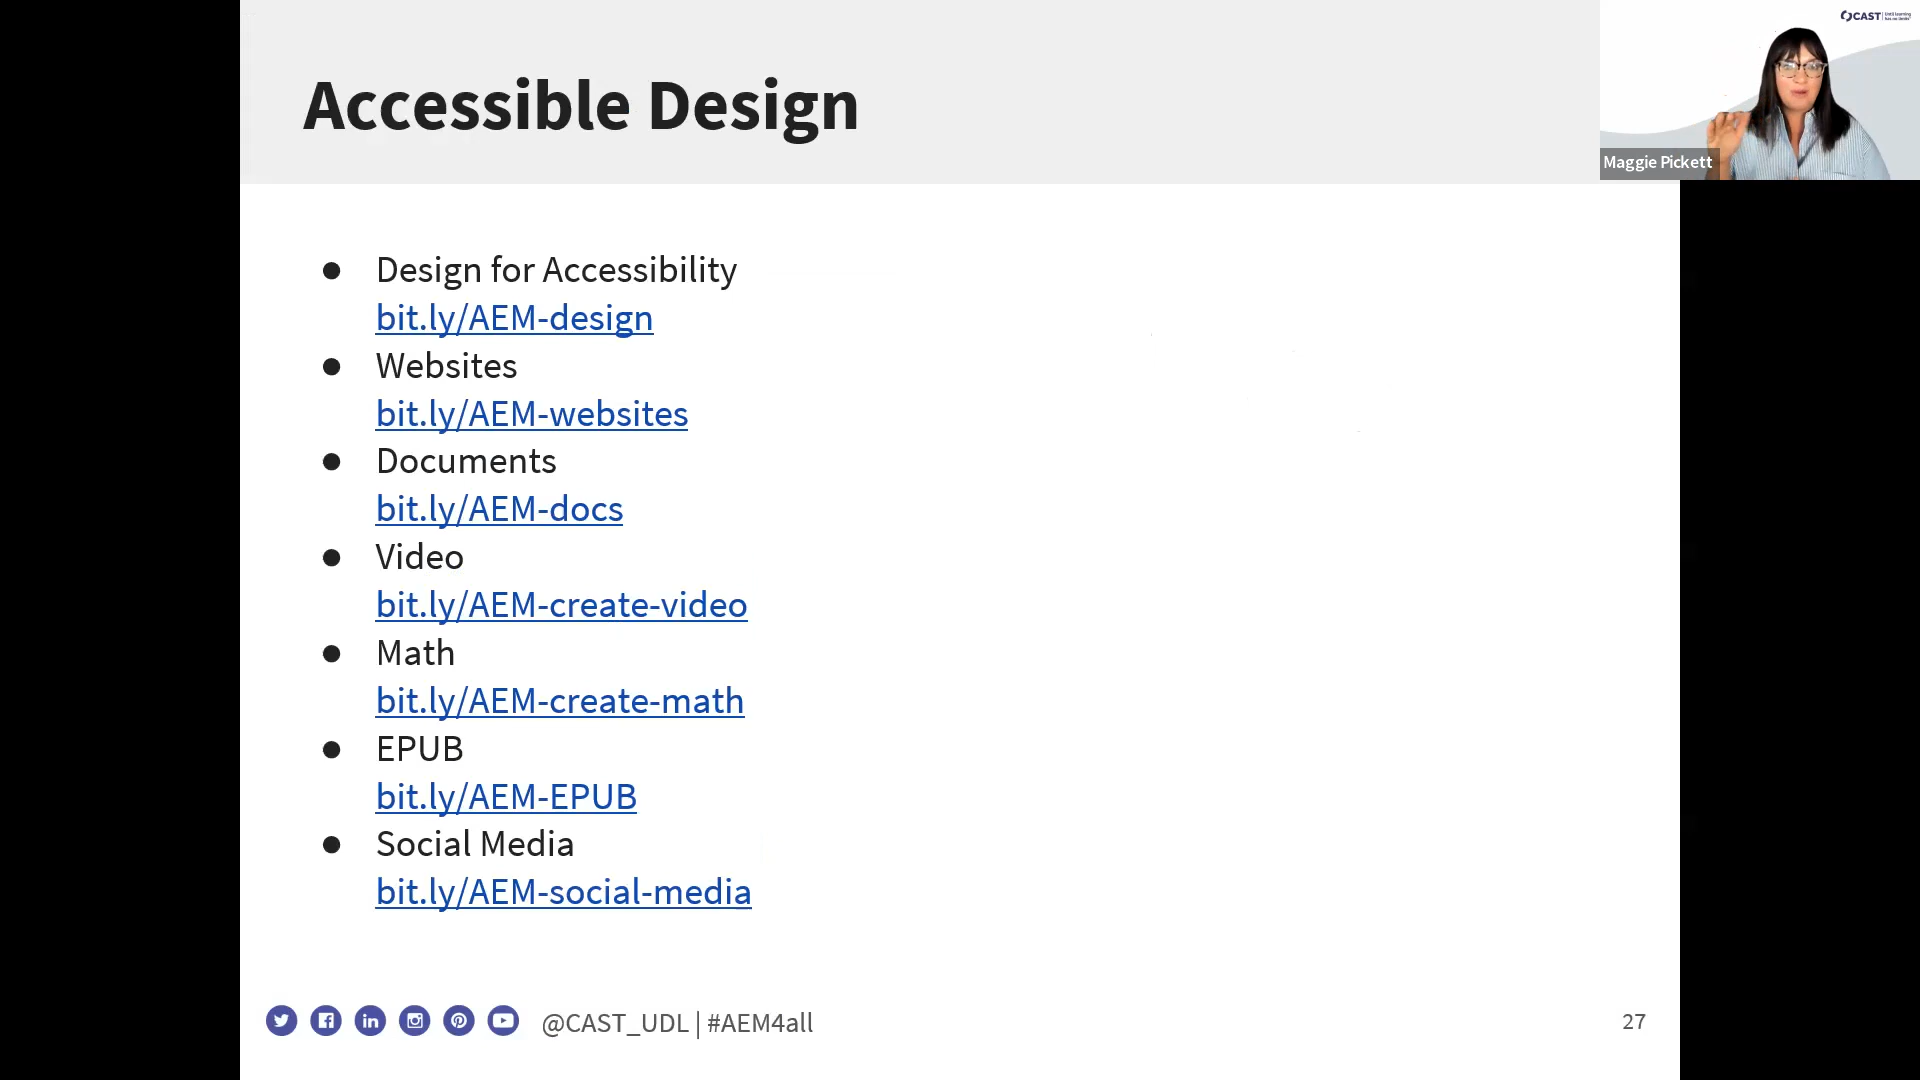 Accessible Design
CAST
Maggie Pickett
● Design for Accessibility
bit.ly/AEM-design
● Websites
bit.ly/AEM-websites
● Documents
bit.ly/AEM-docs
● Video
bit.ly/AEM-create-video
● Math
bit.ly/AEM-create-math
● EPUB
bit.ly/AEM-EPUB
● Social Media
bit.ly/AEM-social-media
@CAST_UDL | #AEM4all
27